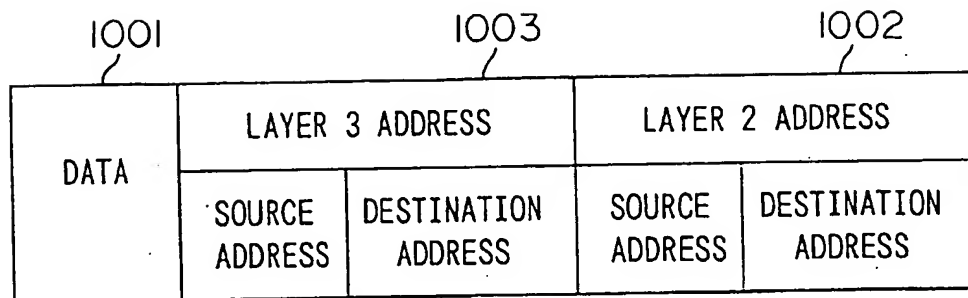 1001 1003 1002
DATA
LAYER 3 ADDRESS
LAYER 2 ADDRESS
SOURCE
ADDRESS
DESTINATION
ADDRESS
SOURCE
ADDRESS
DESTINATION
ADDRESS